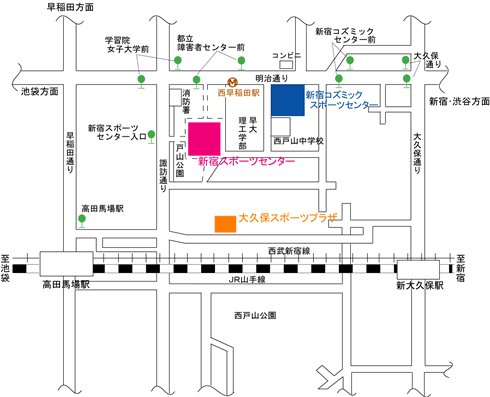 早稲田方面
学習院
女子大学前
都立
障害者センター前
コンビニ
新宿コズミック
センター前
大久保
通り
池袋方面
明治通り
西早稲田駅
新宿・渋谷方面
消防署
新宿コズミック
スポーツセンター
早稲田通り
新宿スポーツ
センター入口
戸山公園
早大
理工学部
西戸山中学校
大久保通り
諏訪通り
新宿スポーツセンター
高田馬場駅
大久保スポーツプラザ
西武新宿線
至池袋
至新宿
高田馬場駅
JR山手線
新大久保駅
西戸山公園